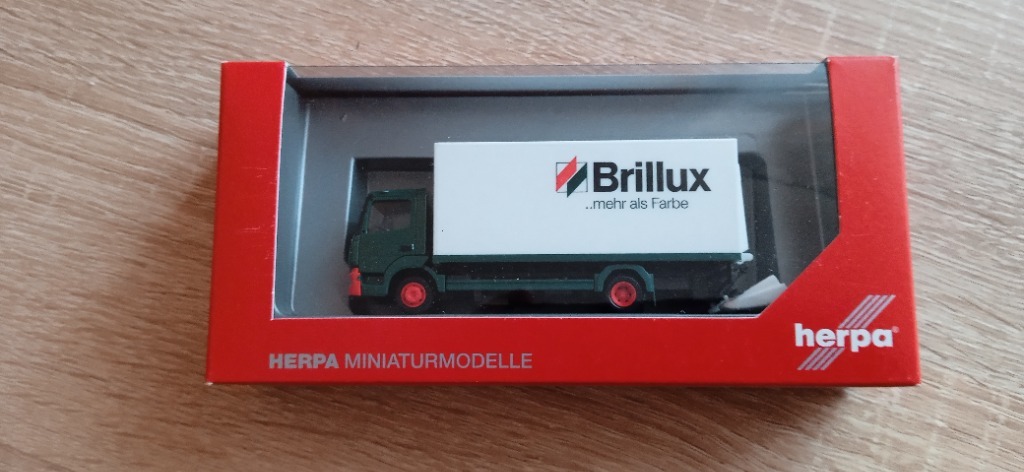 Brillux
..mehr als Farbe
herpa®
HERPA MINIATURMODELLE